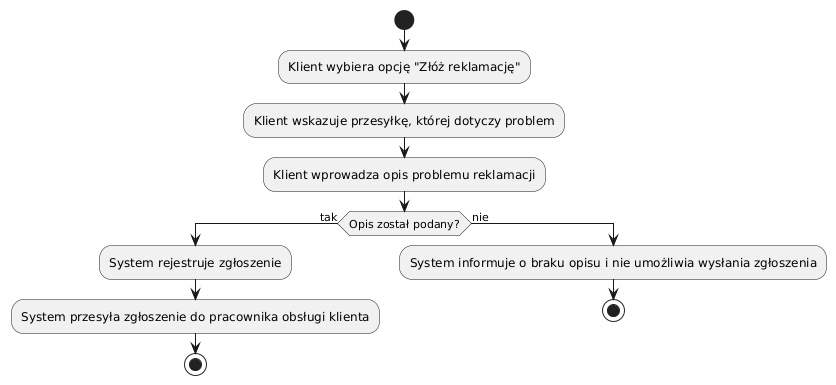 Klient wybiera opcję "Złóż reklamację"
Klient wskazuje przesyłkę, której dotyczy problem
Klient wprowadza opis problemu reklamacji
tak
Opis został podany?
nie
System rejestruje zgłoszenie
System informuje o braku opisu i nie umożliwia wysłania zgłoszenia
System przesyła zgłoszenie do pracownika obsługi klienta